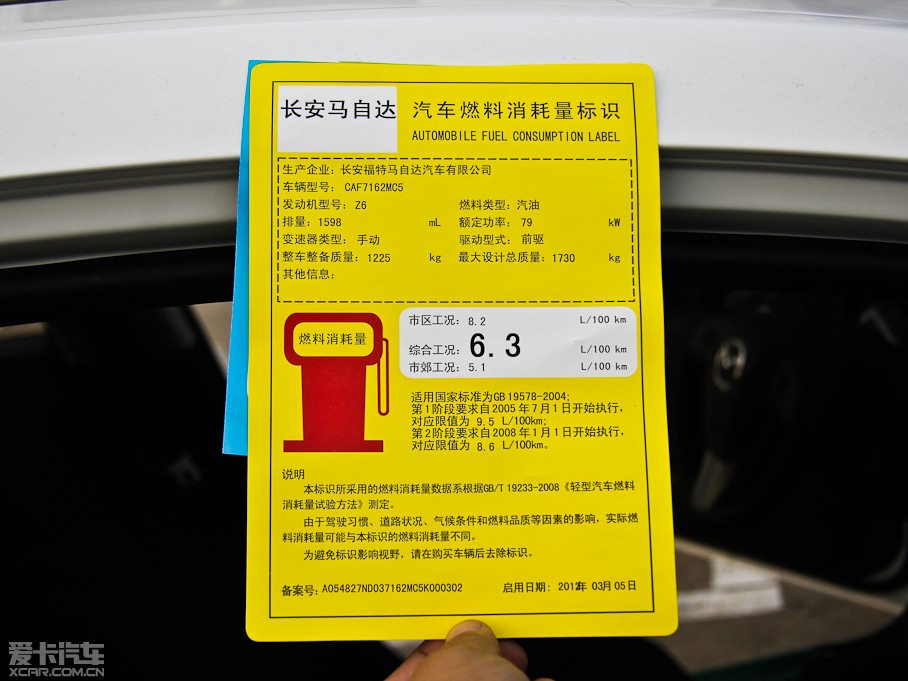 长安马自达 汽车燃料消耗量标识
AUTOMOBILE FUEL CONSUMPTION LABEL
生产企业：长安福特马自达汽车有限公司
车辆型号： CAF7162MC5
发动机型号：Z6 燃料类型：汽油
排量：1598 mL 额定功率： 79 kW
变速器类型： 手动 驱动型式： 前驱
整车整备质量：1225 kg 最大设计总质量：1730 kg
其他信息：
燃料消耗量
市区工况：8.2 L/100 km
综合工况：6.3 L/100 km
市郊工况：5.1 L/100 km
适用国家标准为GB 19578-2004;
第1阶段要求自2005年7月1日开始执行，
对应限值为 9.5 L/100km;
第2阶段要求自2008年1月1日开始执行，
对应限值为 8.6 L/100km。
说明
本标识所采用的燃料消耗量数据系根据GB/T 19233-2008《轻型汽车燃料
消耗量试验方法》测定。
由于驾驶习惯、道路状况、气候条件和燃料品质等因素的影响，实际燃
料消耗量可能与本标识的燃料消耗量不同。
为避免标识影响视野，请在购买车辆后去除标识。
备案号：A054827ND037162MC5K000302 启用日期： 2012年 03月 05日
爱卡汽车
XCAR.COM.CN